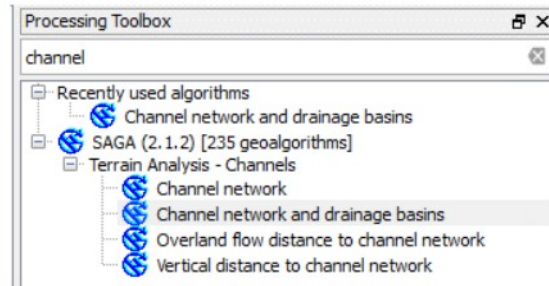 Processing Toolbox
channel
Recently used algorithms
Channel network and drainage basins
SAGA (2.1.2) [235 geoalgorithms]
Terrain Analysis - Channels
Channel network
Channel network and drainage basins
Overland flow distance to channel network
Vertical distance to channel network